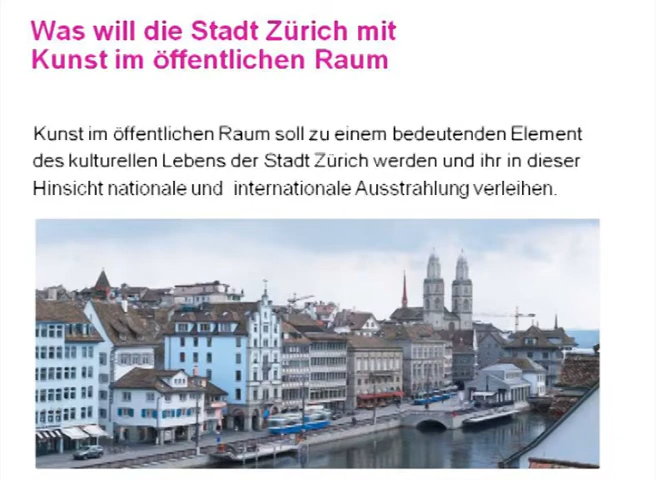 Was will die Stadt Zürich mit
Kunst im öffentlichen Raum
Kunst im öffentlichen Raum soll zu einem bedeutenden Element
des kulturellen Lebens der Stadt Zürich werden und ihr in dieser
Hinsicht nationale und internationale Ausstrahlung verleihen.